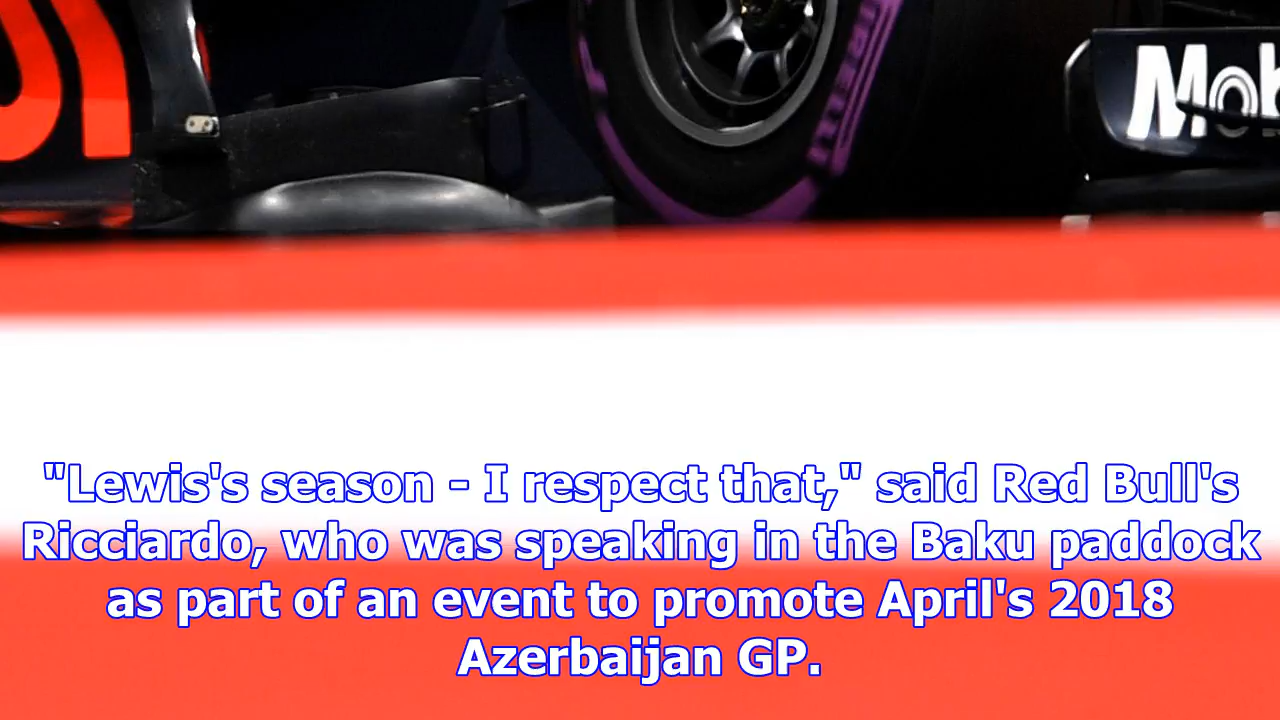 Mob
"Lewis's season - I respect that," said Red Bull's
Ricciardo, who was speaking in the Baku paddock
as part of an event to promote April's 2018
Azerbaijan GP.